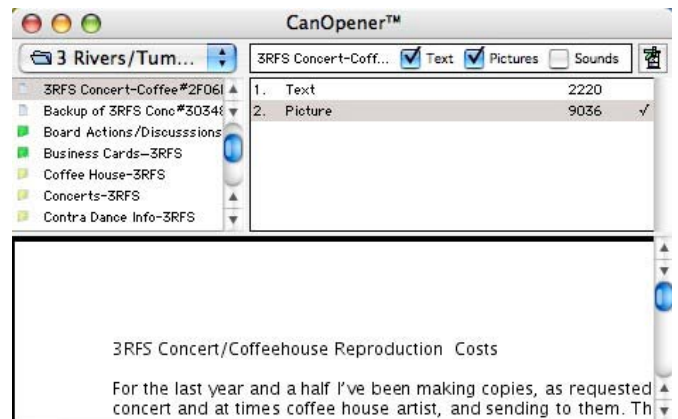 CanOpener™
3 Rivers/Tum...
3RFS Concert-Coff... Text Pictures Sounds
3RFS Concert-Coffee#2F06
Backup of 3RFS Conc#30348
Board Actions/Discusssions
Business Cards—3RFS
Coffee House-3RFS
Concerts-3RFS
Contra Dance Info-3RFS
1. Text 2220
2. Picture 9036 √
3RFS Concert/Coffeehouse Reproduction Costs
For the last year and a half I've been making copies, as requested
concert and at times coffee house artist, and sending to them. Th